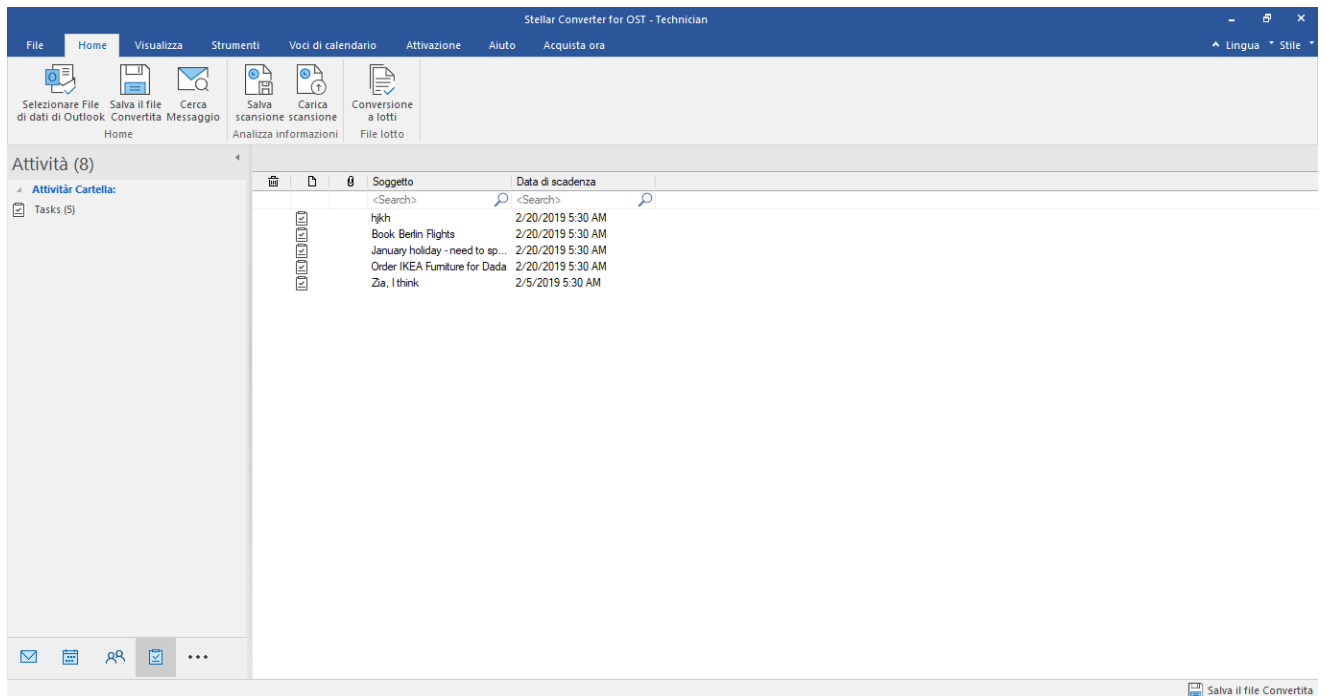 Stellar Converter for OST - Technician
File Home Visualizza Strumenti Voci di calendario Attivazione Aiuto Acquista ora Lingua Stile
Selezionare File Salva il file Cerca Salva Carica Conversione
di dati di Outlook Convertita Messaggio scansione scansione a lotti
Home Analizza informazioni File lotto
Attività (8)
Attivitàr Cartella:
Tasks (5)
Soggetto Data di scadenza
<Search> <Search>
hjkh 2/20/2019 5:30 AM
Book Berlin Flights 2/20/2019 5:30 AM
January holiday - need to sp... 2/20/2019 5:30 AM
Order IKEA Furniture for Dada 2/20/2019 5:30 AM
Zia, I think 2/5/2019 5:30 AM
Salva il file Convertita